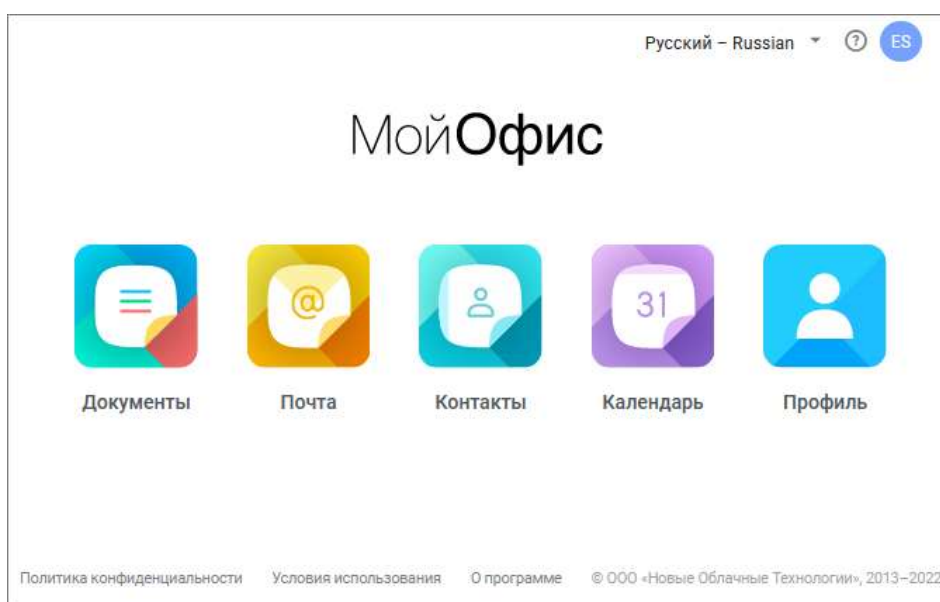 Русский – Russian
ES
МойОфис
@
31
Документы
Почта
Контакты
Календарь
Профиль
Политика конфиденциальности
Условия использования
О программе
© ООО «Новые Облачные Технологии», 2013–2022